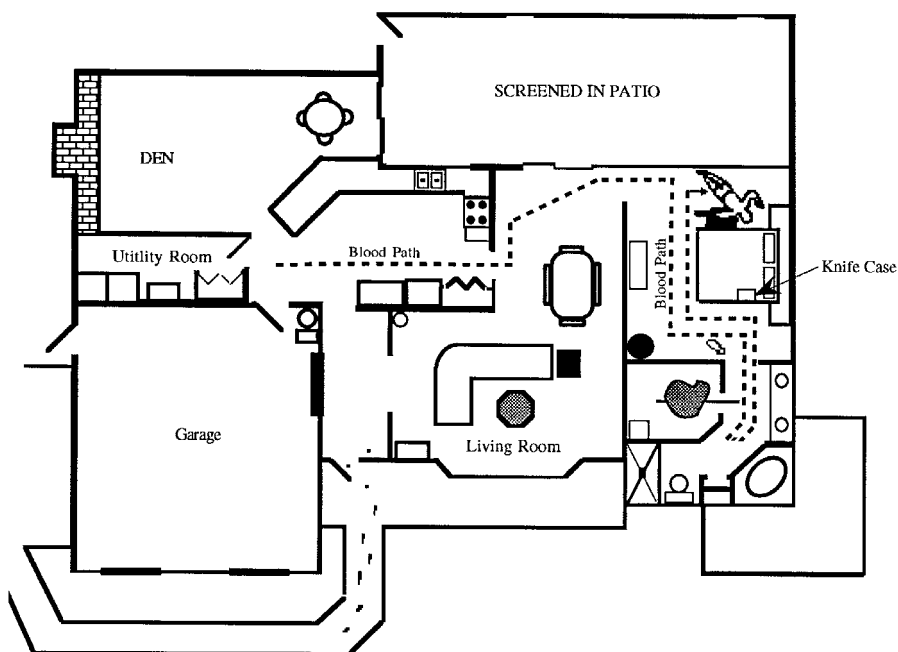 SCREENED IN PATIO
DEN
Utitlity Room
Blood Path
Blood Path
Knife Case
Garage
Living Room